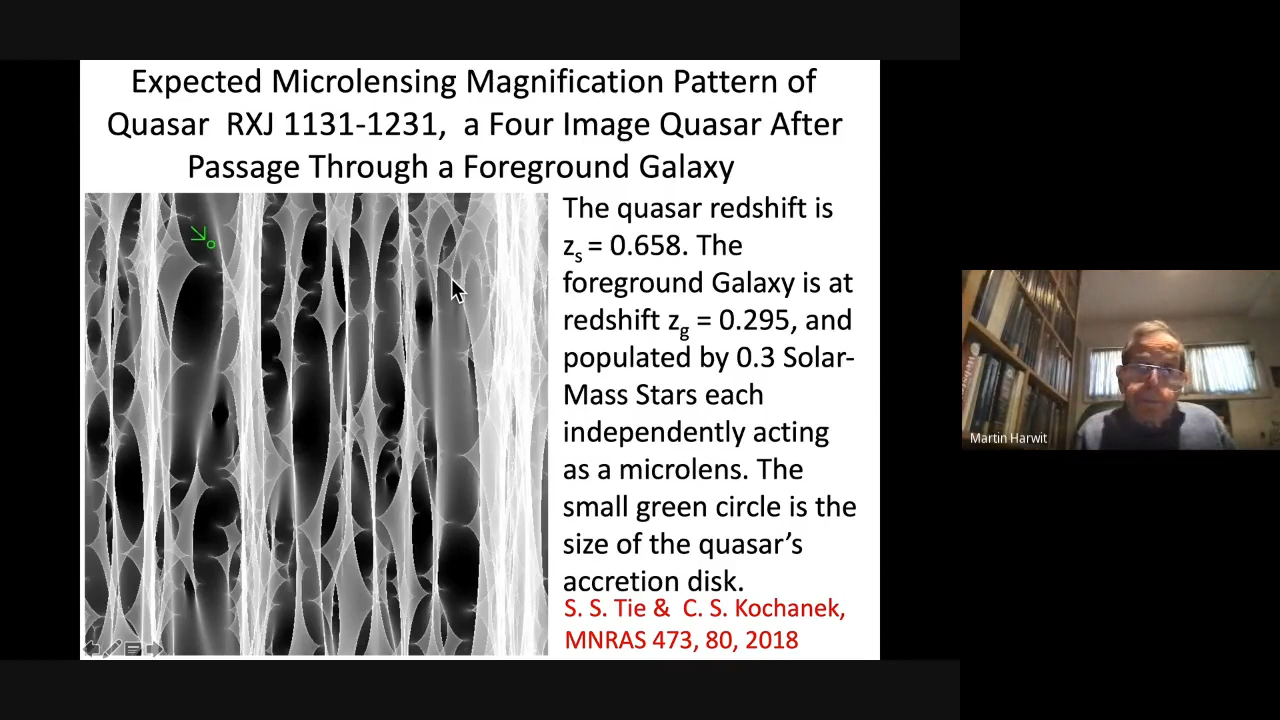 Expected Microlensing Magnification Pattern of
Quasar RXJ 1131-1231, a Four Image Quasar After
Passage Through a Foreground Galaxy
The quasar redshift is
zs = 0.658. The
foreground Galaxy is at
redshift zg = 0.295, and
populated by 0.3 Solar-
Mass Stars each
independently acting
as a microlens. The
small green circle is the
size of the quasar’s
accretion disk.
S. S. Tie & C. S. Kochanek,
MNRAS 473, 80, 2018
Martin Harwit